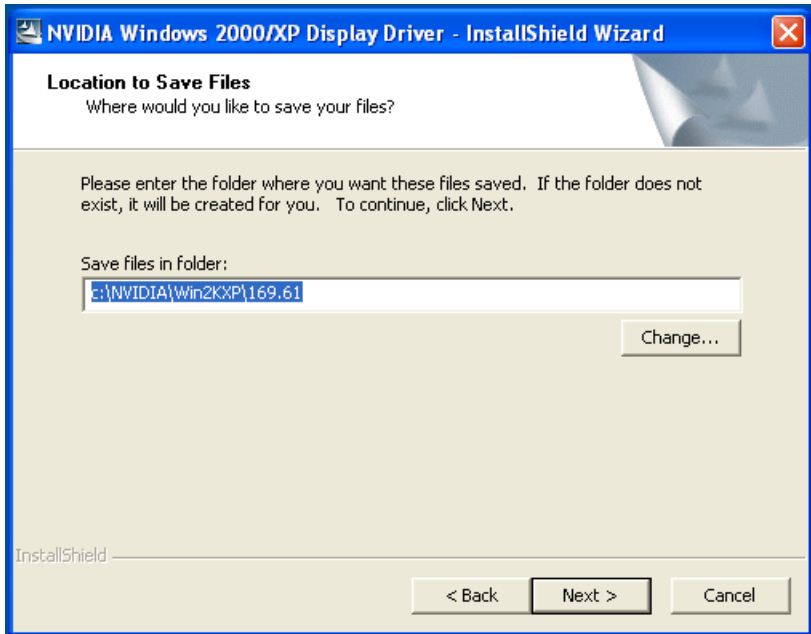 NVIDIA Windows 2000/XP Display Driver - InstallShield Wizard
Location to Save Files
Where would you like to save your files?
Please enter the folder where you want these files saved. If the folder does not
exist, it will be created for you. To continue, click Next.
Save files in folder:
c:\NVIDIA\Win2KXP\169.61
Change...
InstallShield
< Back Next > Cancel